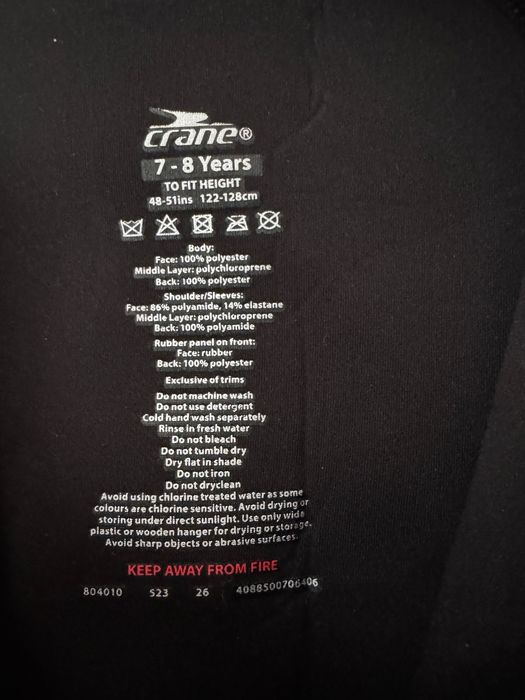 crane®
7 - 8 Years
TO FIT HEIGHT
48-51ins 122-128cm
Body:
Face: 100% polyester
Middle Layer: polychloroprene
Back: 100% polyester
Shoulder/Sleeves:
Face: 86% polyamide, 14% elastane
Middle Layer: polychloroprene
Back: 100% polyamide
Rubber panel on front:
Face: rubber
Back: 100% polyester
Exclusive of trims
Do not machine wash
Do not use detergent
Cold hand wash separately
Rinse in fresh water
Do not bleach
Do not tumble dry
Dry flat in shade
Do not iron
Do not dryclean
Avoid using chlorine treated water as some
colours are chlorine sensitive. Avoid drying or
storing under direct sunlight. Use only wide
plastic or wooden hanger for drying or storage.
Avoid sharp objects or abrasive surfaces.
KEEP AWAY FROM FIRE
804010 S23 26 4088500706406